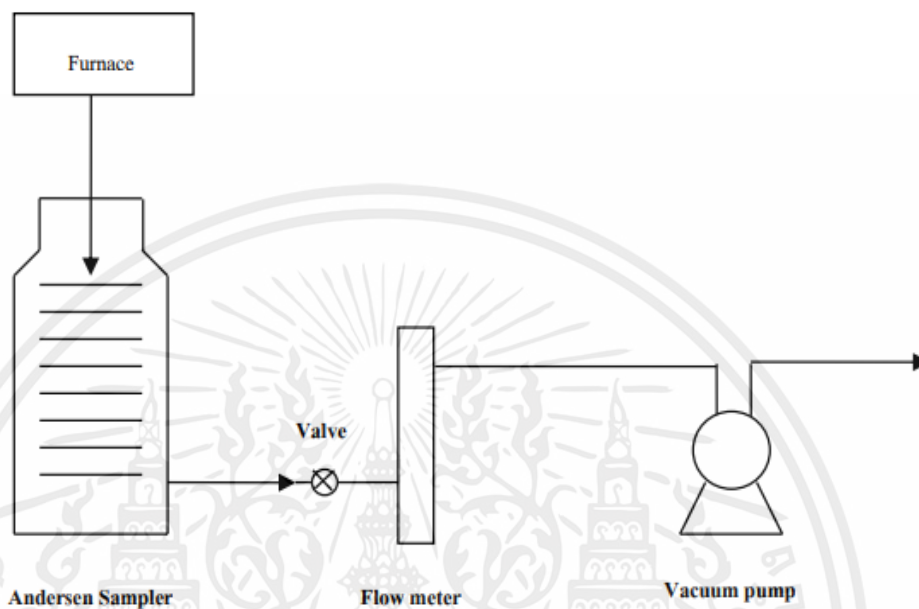 Furnace
Valve
Andersen Sampler
Flow meter
Vacuum pump